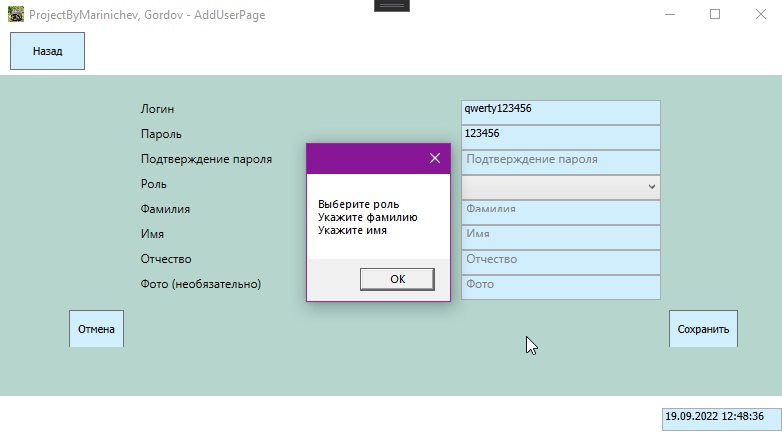 ProjectByMarinichev, Gordov - AddUserPage
Назад
Логин
qwerty123456
Пароль
123456
Подтверждение пароля
Подтверждение пароля
Роль
Фамилия
Фамилия
Имя
Имя
Отчество
Отчество
Фото (необязательно)
Фото
Выберите роль
Укажите фамилию
Укажите имя
OK
Отмена
Сохранить
19.09.2022 12:48:36